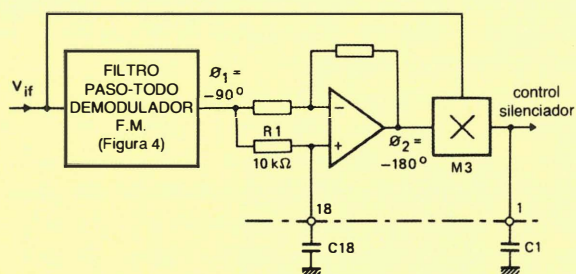 V if
FILTRO
PASO-TODO
DEMODULADOR
F.M.
(Figura 4)
Ø1 =
−90°
R1
10 kΩ
−
+
Ø2 =
−180°
M3
control
silenciador
18
1
C18
C1